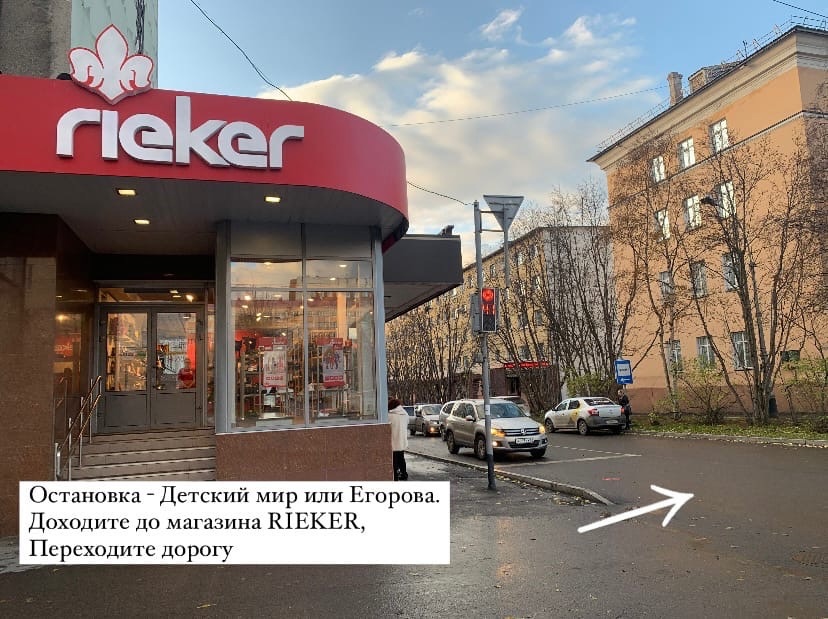 rieker
Остановка - Детский мир или Егорова.
Доходите до магазина RIEKER,
Переходите дорогу